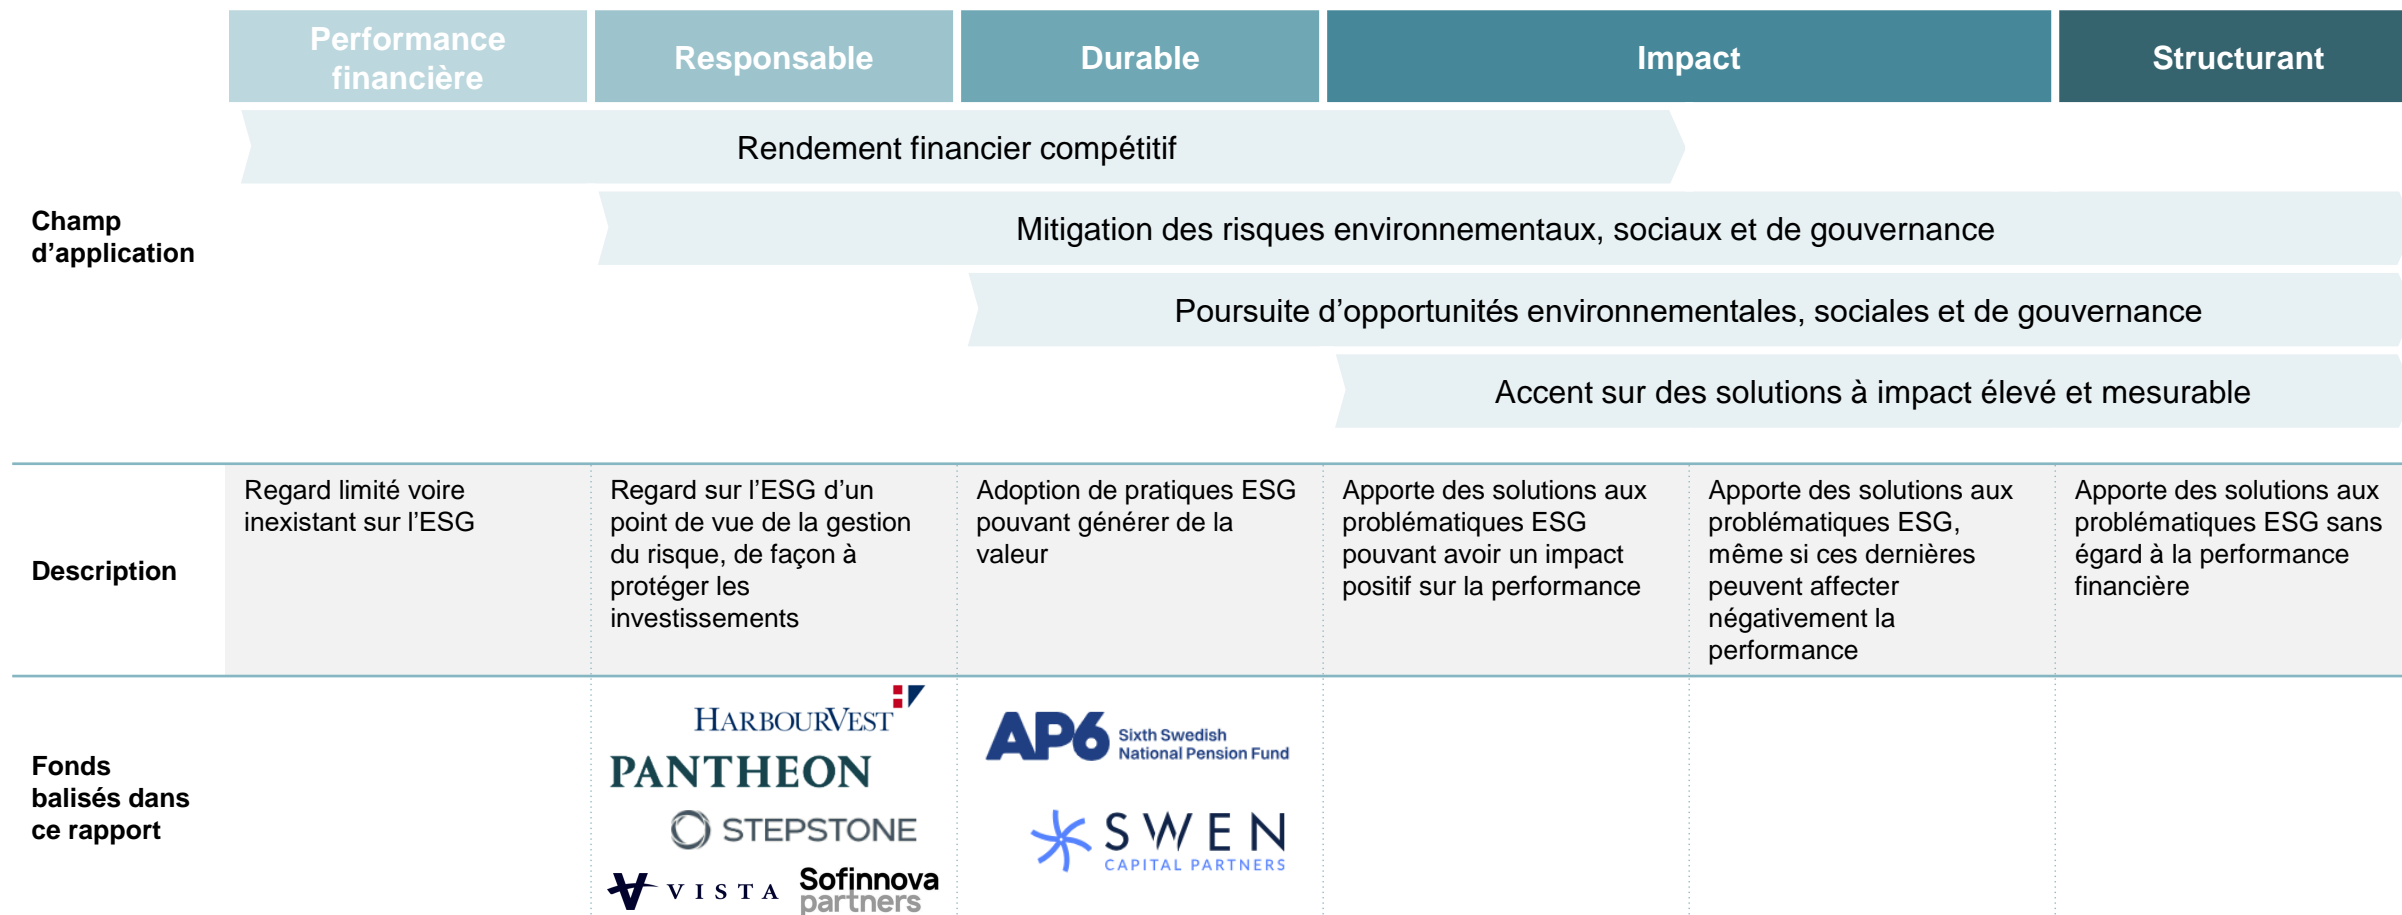 Performance
financière
Responsable
Durable
Impact
Structurant
Champ
d’application
Rendement financier compétitif
Mitigation des risques environnementaux, sociaux et de gouvernance
Poursuite d’opportunités environnementales, sociales et de gouvernance
Accent sur des solutions à impact élevé et mesurable
Description
Regard limité voire
inexistant sur l’ESG
Regard sur l’ESG d’un
point de vue de la gestion
du risque, de façon à
protéger les
investissements
Adoption de pratiques ESG
pouvant générer de la
valeur
Apporte des solutions aux
problématiques ESG
pouvant avoir un impact
positif sur la performance
Apporte des solutions aux
problématiques ESG,
même si ces dernières
peuvent affecter
négativement la
performance
Apporte des solutions aux
problématiques ESG sans
égard à la performance
financière
Fonds
balisés dans
ce rapport
HARBOURVEST
PANTHEON
STEPSTONE
VISTA
Sofinnova
partners
AP6
Sixth Swedish
National Pension Fund
SWEN
CAPITAL PARTNERS